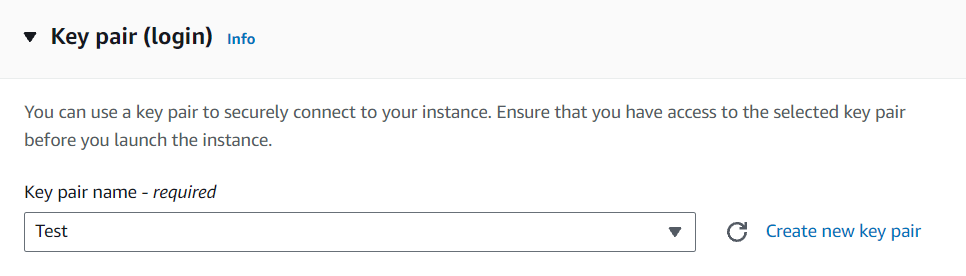 Key pair (login) Info
You can use a key pair to securely connect to your instance. Ensure that you have access to the selected key pair
before you launch the instance.
Key pair name - required
Test
Create new key pair